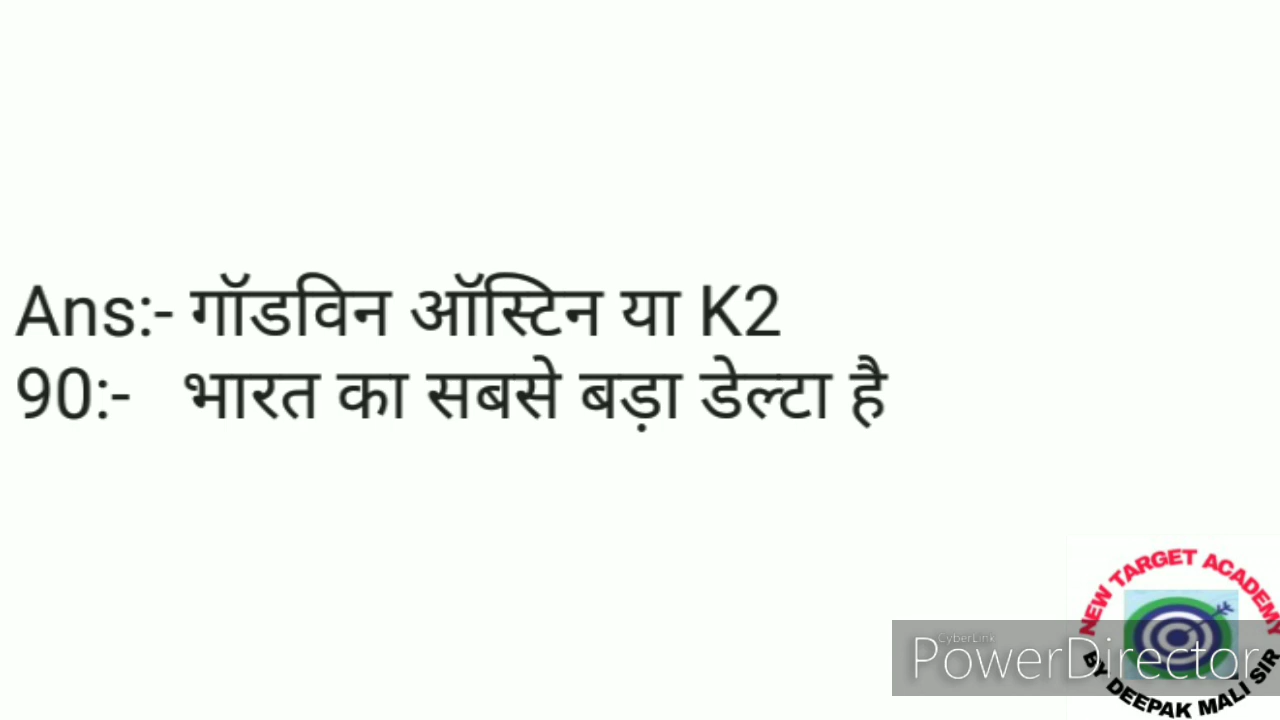 Ans:- गॉडविन ऑस्टिन या K2
90:- भारत का सबसे बड़ा डेल्टा है
NEW TARGET ACADEMY
CyberLink
PowerDirector
BY DEEPAK MALI SIR